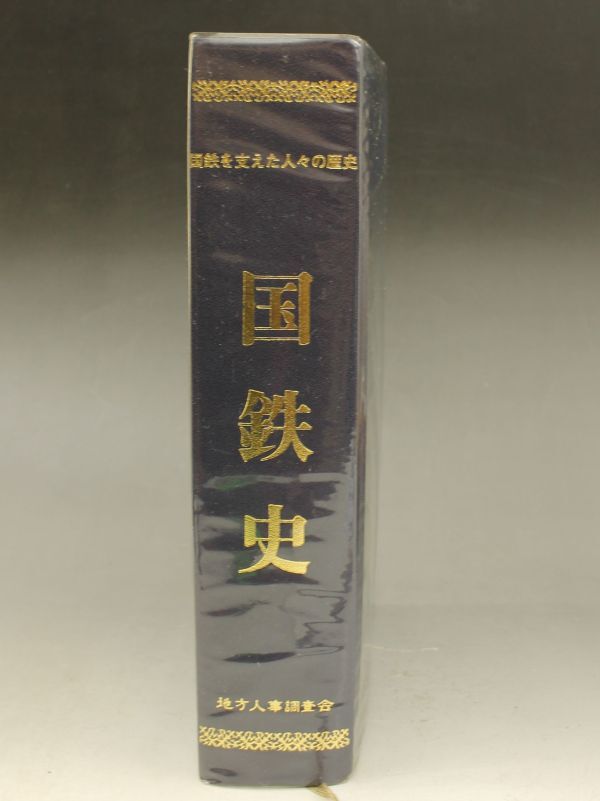 国鉄を支えた人々の歴史
国鉄史
地方人事調査会